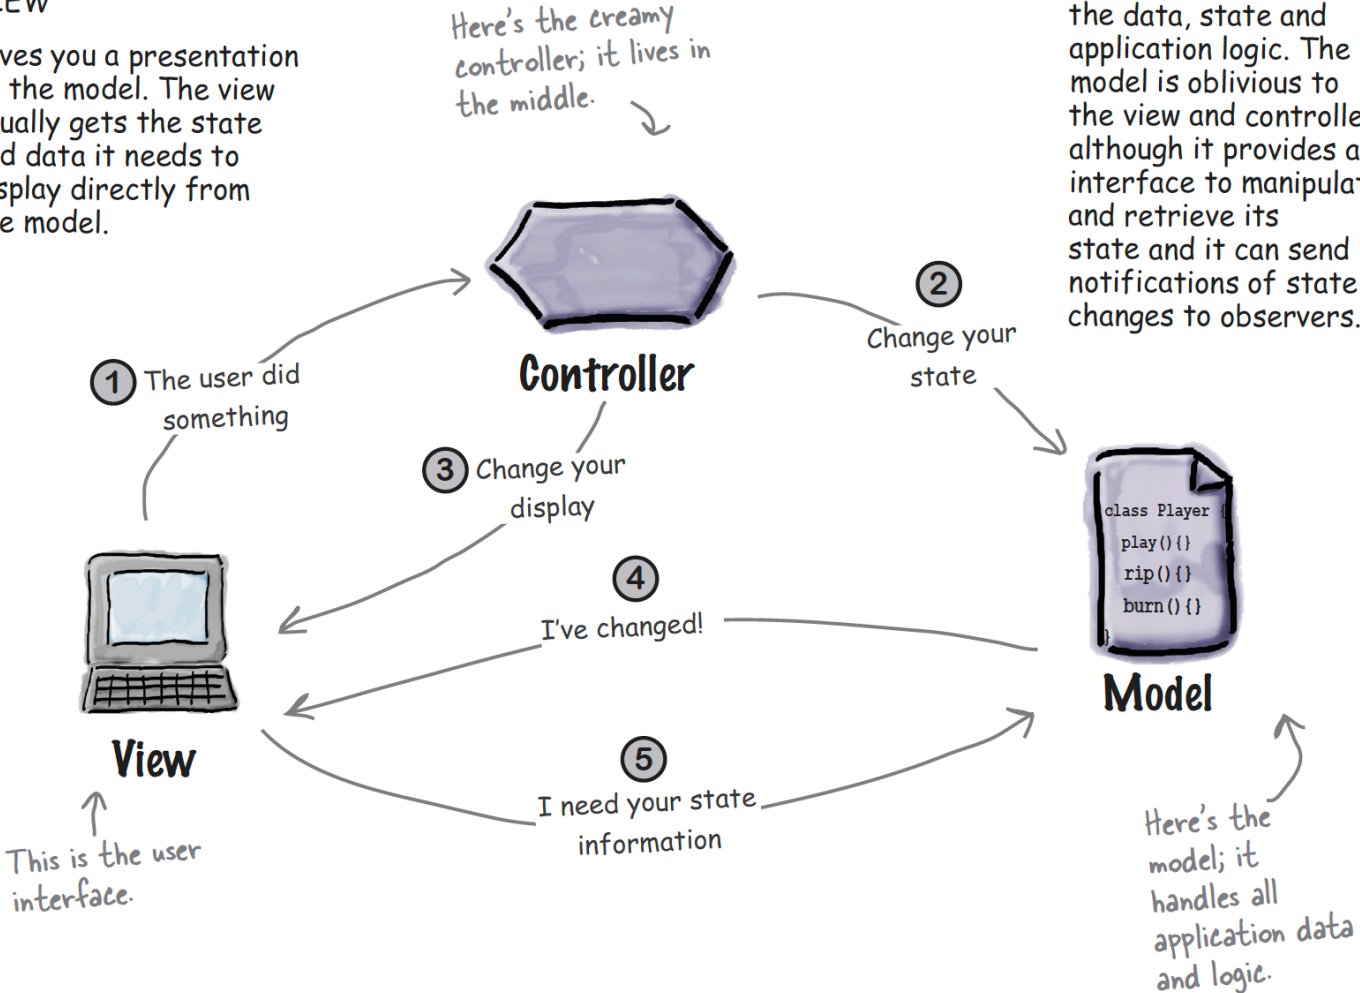 EW
ves you a presentation
the model. The view
ually gets the state
d data it needs to
splay directly from
e model.
Here's the creamy
controller; it lives in
the middle.
the data, state and
application logic. The
model is oblivious to
the view and controlle
although it provides a
interface to manipulat
and retrieve its
state and it can send
notifications of state
changes to observers.
Controller
1 The user did
something
2
Change your
state
3 Change your
display
4
I've changed!
5
I need your state
information
class Player {
play(){}
rip(){}
burn(){}
}
Model
View
This is the user
interface.
Here's the
model; it
handles all
application data
and logic.